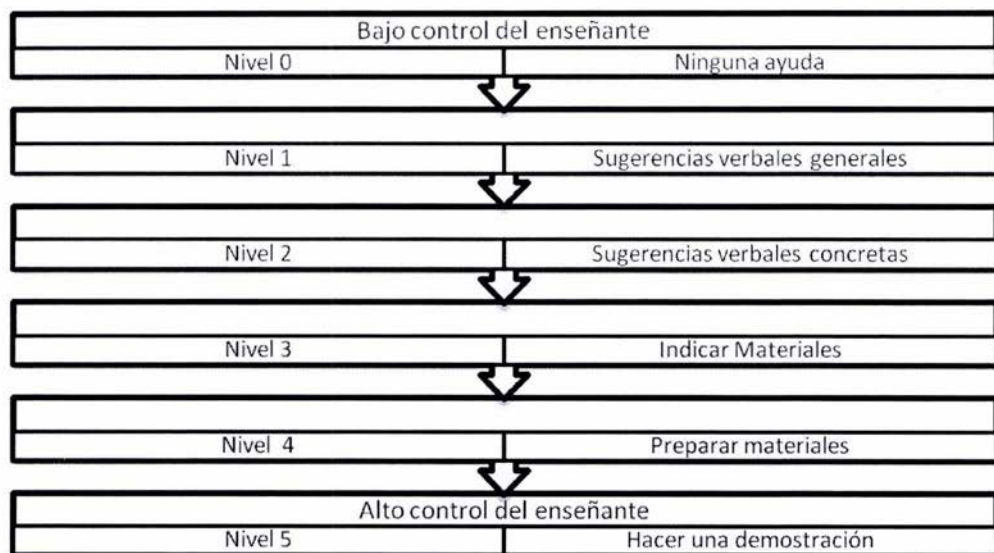 Bajo control del enseñante
Nivel 0 Ninguna ayuda
Nivel 1 Sugerencias verbales generales
Nivel 2 Sugerencias verbales concretas
Nivel 3 Indicar Materiales
Nivel 4 Preparar materiales
Alto control del enseñante
Nivel 5 Hacer una demostración